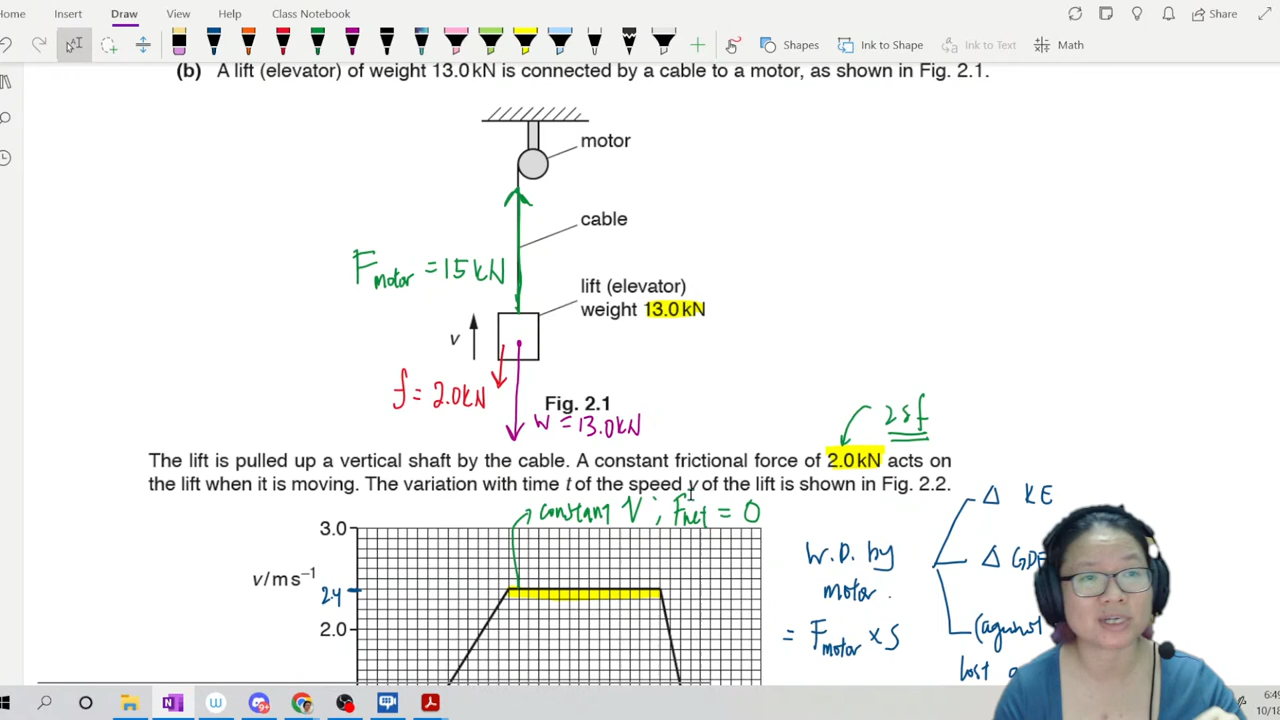 Home Insert Draw View Help Class Notebook
Share
Shapes Ink to Shape Ink to Text Math
(b) A lift (elevator) of weight 13.0 kN is connected by a cable to a motor, as shown in Fig. 2.1.
motor
cable
F motor = 15 kN
lift (elevator)
weight 13.0 kN
v
f = 2.0 kN
Fig. 2.1
W = 13.0 kN
2 sf
The lift is pulled up a vertical shaft by the cable. A constant frictional force of 2.0 kN acts on
the lift when it is moving. The variation with time t of the speed v of the lift is shown in Fig. 2.2.
constant V ; Fnet = 0
Δ KE
3.0
v / m s⁻¹
2.4
2.0
W.D. by
motor.
= F motor × S
Δ
lost
6:4
10/18